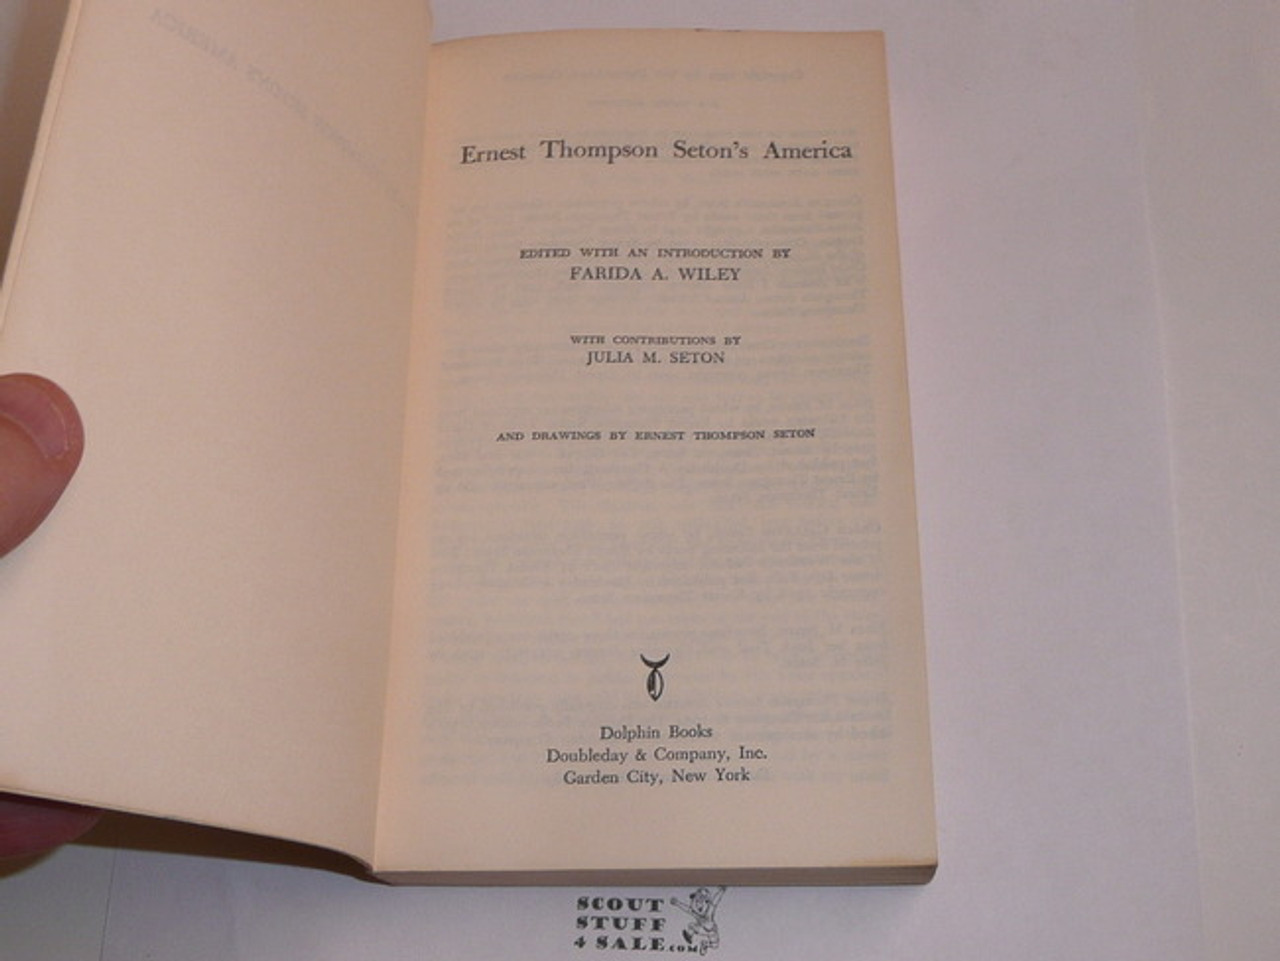 Ernest Thompson Seton's America
EDITED WITH AN INTRODUCTION BY
FARIDA A. WILEY
WITH CONTRIBUTIONS BY
JULIA M. SETON
AND DRAWINGS BY ERNEST THOMPSON SETON
Dolphin Books
Doubleday & Company, Inc.
Garden City, New York
SCOUT
STUFF
4 SALE.COM